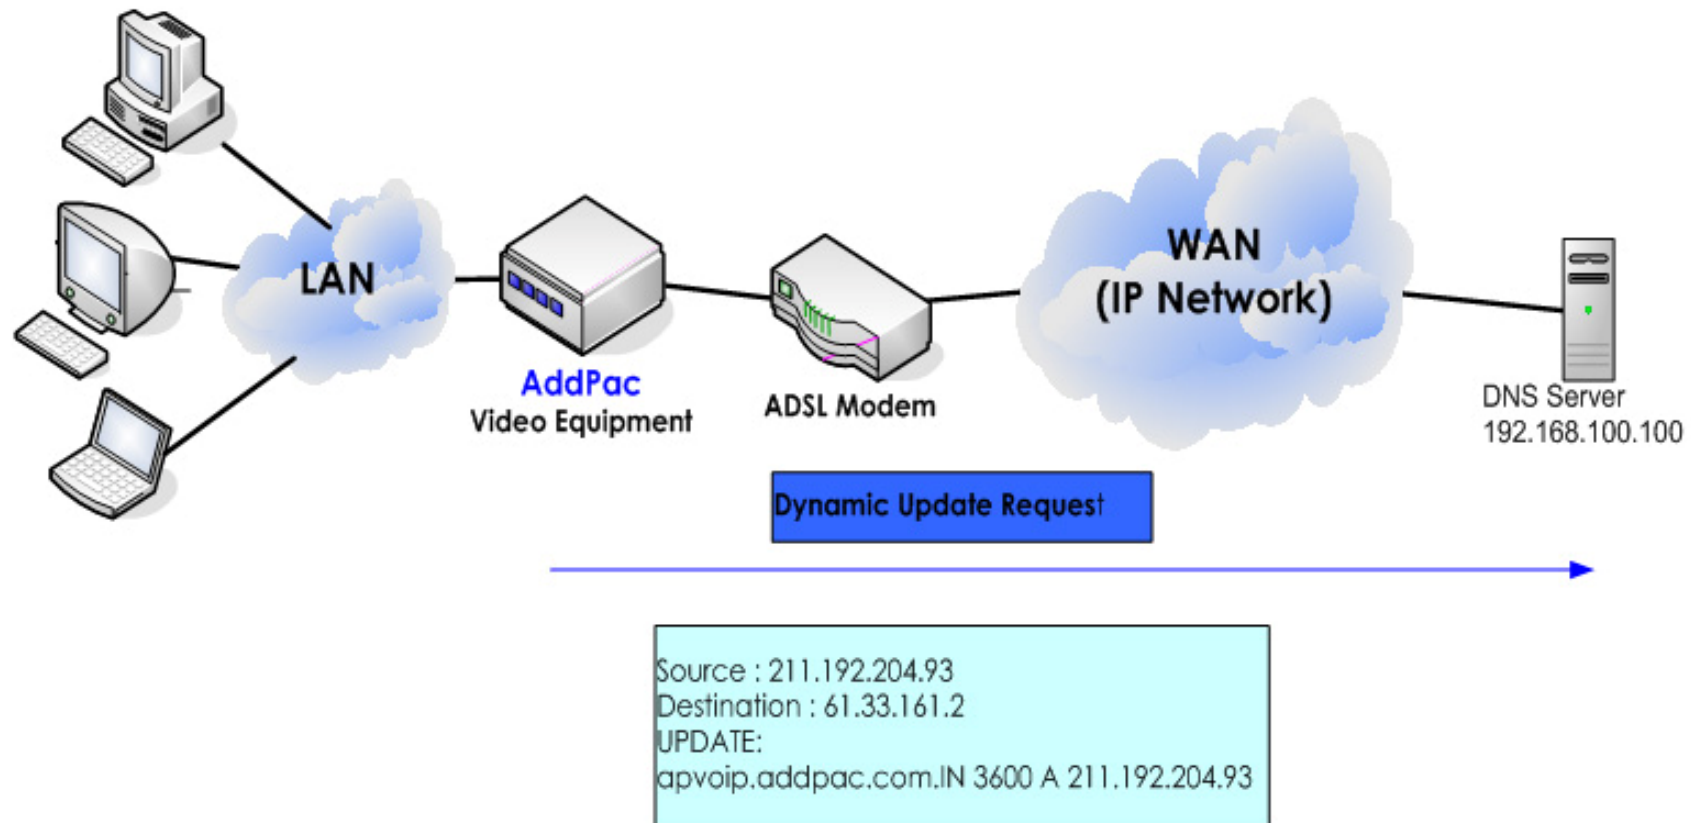 LAN
AddPac
Video Equipment
ADSL Modem
WAN
(IP Network)
DNS Server
192.168.100.100
Dynamic Update Request
Source : 211.192.204.93
Destination : 61.33.161.2
UPDATE:
apvoip.addpac.com.IN 3600 A 211.192.204.93